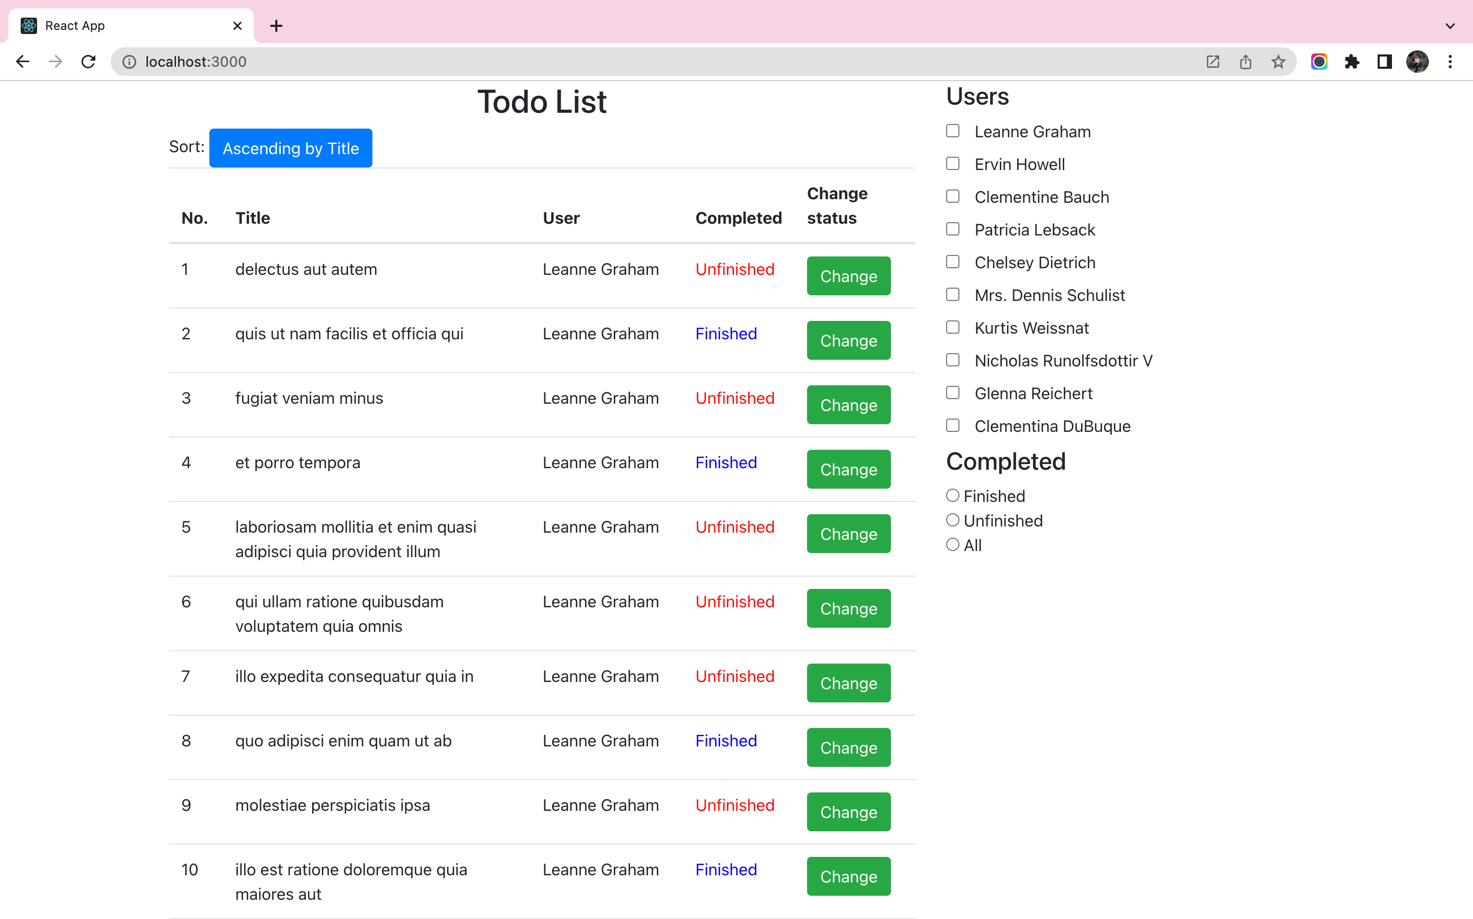 React App
localhost:3000
Todo List
Sort: Ascending by Title
No. Title User Completed Change status
1 delectus aut autem Leanne Graham Unfinished Change
2 quis ut nam facilis et officia qui Leanne Graham Finished Change
3 fugiat veniam minus Leanne Graham Unfinished Change
4 et porro tempora Leanne Graham Finished Change
5 laboriosam mollitia et enim quasi Leanne Graham Unfinished Change
adipisci quia provident illum
6 qui ullam ratione quibusdam Leanne Graham Unfinished Change
voluptatem quia omnis
7 illo expedita consequatur quia in Leanne Graham Unfinished Change
8 quo adipisci enim quam ut ab Leanne Graham Finished Change
9 molestiae perspiciatis ipsa Leanne Graham Unfinished Change
10 illo est ratione doloremque quia Leanne Graham Finished Change
maiores aut
Users
Leanne Graham
Ervin Howell
Clementine Bauch
Patricia Lebsack
Chelsey Dietrich
Mrs. Dennis Schulist
Kurtis Weissnat
Nicholas Runolfsdottir V
Glenna Reichert
Clementina DuBuque
Completed
Finished
Unfinished
All